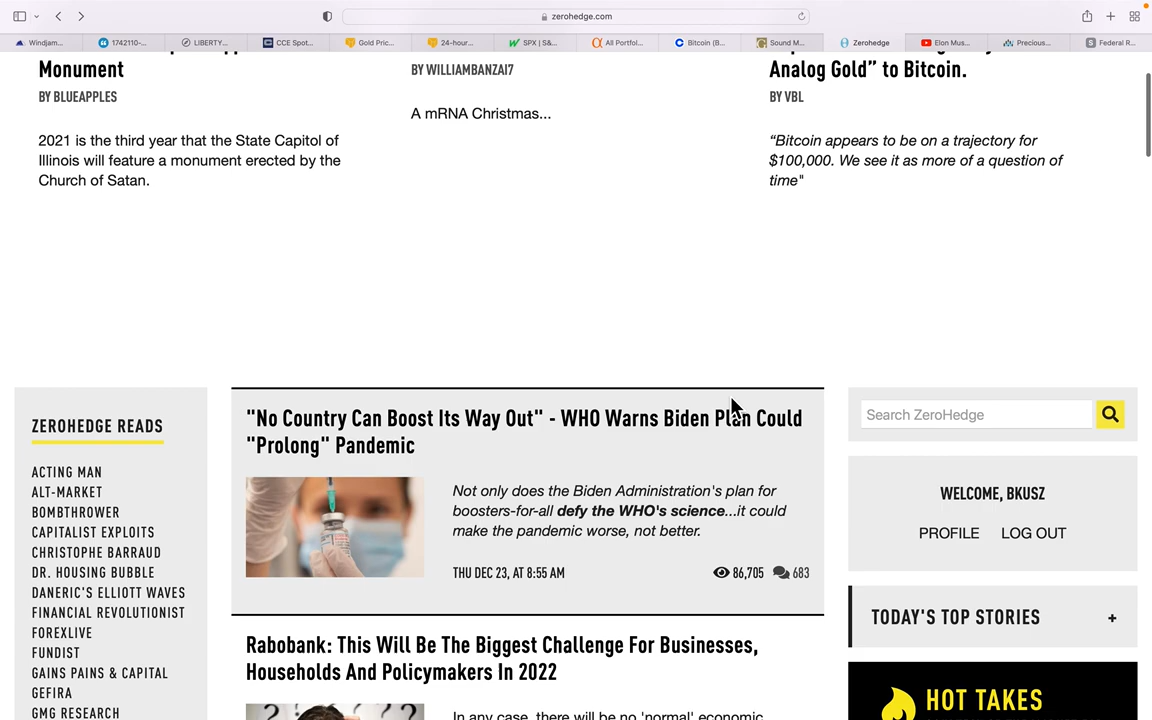 zerohedge.com
Windjam...
1742110-...
LIBERTY...
CCE Spot...
Gold Pric...
24-hour...
SPX | S&...
All Portfol...
Bitcoin (B...
Sound M...
Zerohedge
Elon Mus...
Precious...
Federal R...
Monument
BY BLUEAPPLES
2021 is the third year that the State Capitol of
Illinois will feature a monument erected by the
Church of Satan.
BY WILLIAMBANZAI7
A mRNA Christmas...
Analog Gold” to Bitcoin.
BY VBL
“Bitcoin appears to be on a trajectory for
$100,000. We see it as more of a question of
time"
ZEROHEDGE READS
ACTING MAN
ALT-MARKET
BOMBTHROWER
CAPITALIST EXPLOITS
CHRISTOPHE BARRAUD
DR. HOUSING BUBBLE
DANERIC'S ELLIOTT WAVES
FINANCIAL REVOLUTIONIST
FOREXLIVE
FUNDIST
GAINS PAINS & CAPITAL
GEFIRA
GMG RESEARCH
"No Country Can Boost Its Way Out" - WHO Warns Biden Plan Could
"Prolong" Pandemic
Not only does the Biden Administration's plan for
boosters-for-all defy the WHO's science...it could
make the pandemic worse, not better.
THU DEC 23, AT 8:55 AM
86,705
683
Rabobank: This Will Be The Biggest Challenge For Businesses,
Households And Policymakers In 2022
In any case, there will be no 'normal' economic
Search ZeroHedge
WELCOME, BKUSZ
PROFILE LOG OUT
TODAY'S TOP STORIES +
HOT TAKES